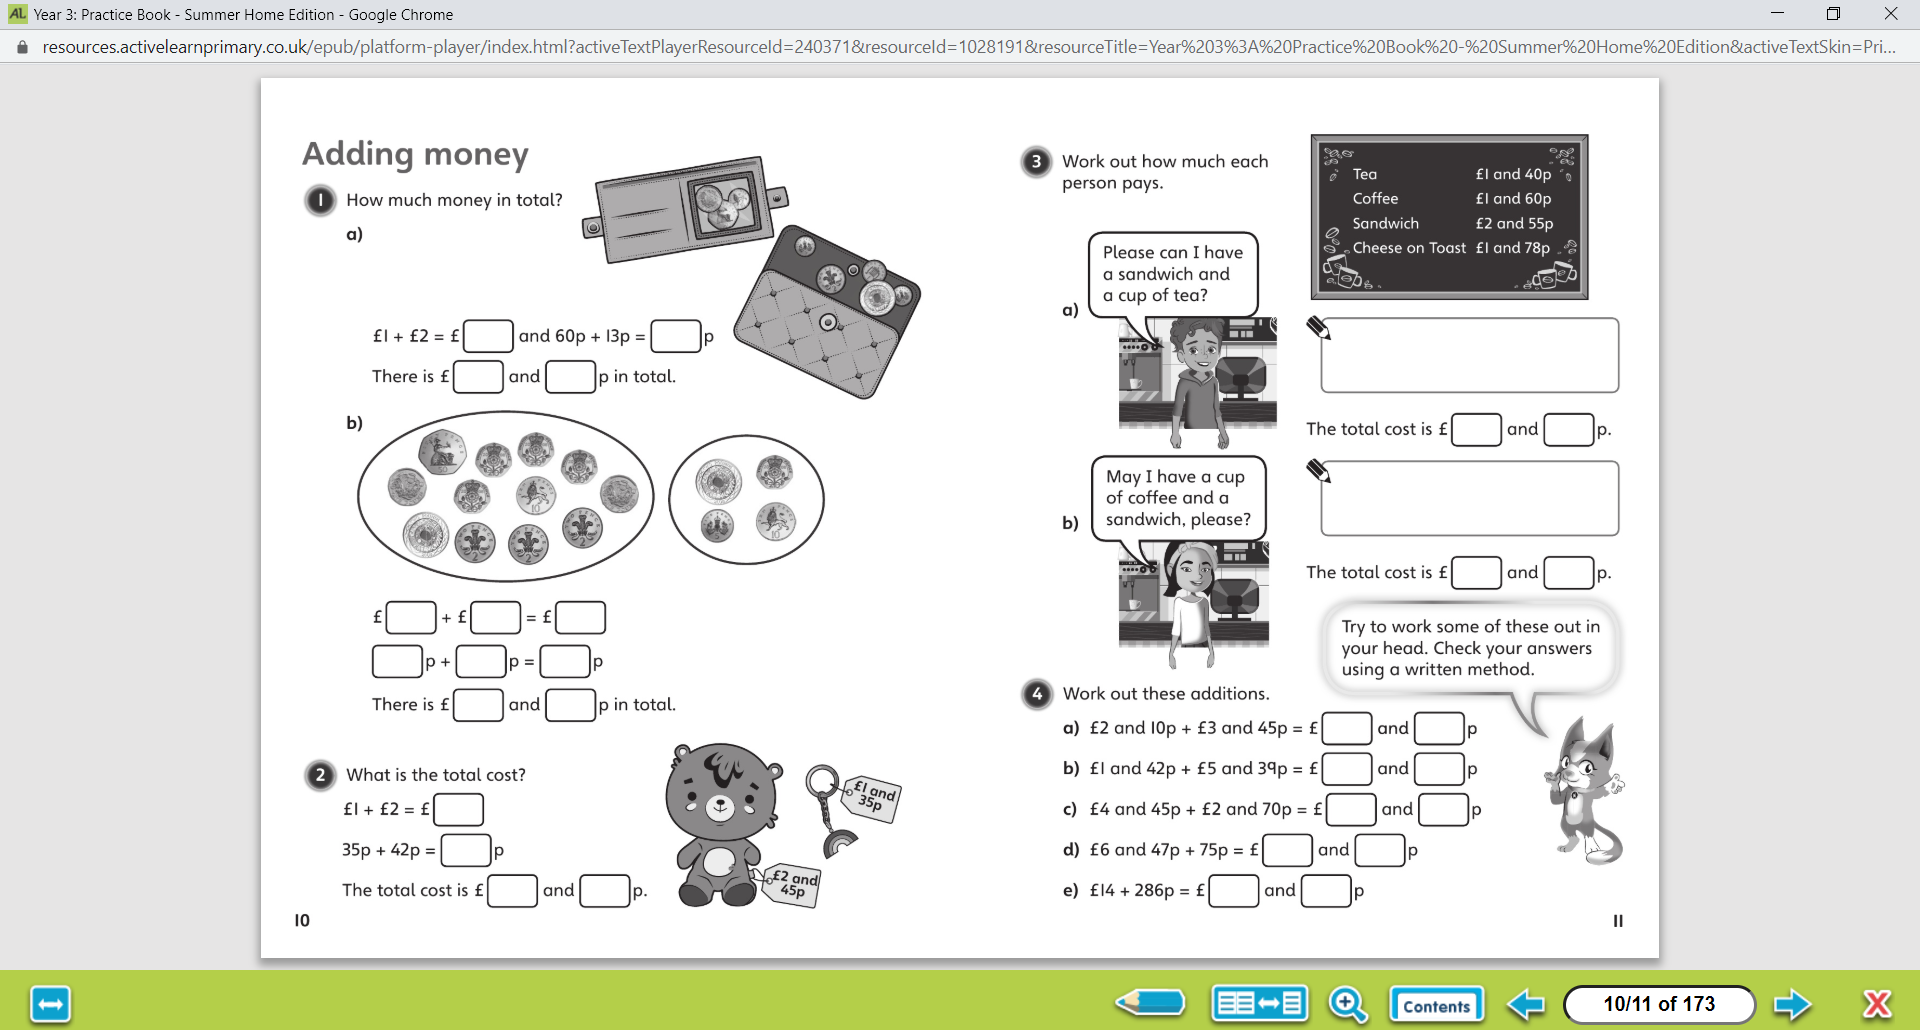 Year 3: Practice Book - Summer Home Edition - Google Chrome
resources.activelearnprimary.co.uk/epub/platform-player/index.html?activeTextPlayerResourceId=240371&resourceId=1028191&resourceTitle=Year%203%3A%20Practice%20Book%20-%20Summer%20Home%20Edition&activeTextSkin=Pri...
Adding money
1 How much money in total?
a)
£1 + £2 = £ and 60p + 13p = p
There is £ and p in total.
b)
50
10
2
2
2
5
10
£ + £ = £
p + p = p
There is £ and p in total.
2 What is the total cost?
£1 + £2 = £
35p + 42p = p
The total cost is £ and p.
£1 and
35p
£2 and
45p
10
3 Work out how much each
person pays.
Tea £1 and 40p
Coffee £1 and 60p
Sandwich £2 and 55p
Cheese on Toast £1 and 78p
a)
Please can I have
a sandwich and
a cup of tea?
The total cost is £ and p.
b)
May I have a cup
of coffee and a
sandwich, please?
The total cost is £ and p.
Try to work some of these out in
your head. Check your answers
using a written method.
4 Work out these additions.
a) £2 and 10p + £3 and 45p = £ and p
b) £1 and 42p + £5 and 39p = £ and p
c) £4 and 45p + £2 and 70p = £ and p
d) £6 and 47p + 75p = £ and p
e) £14 + 286p = £ and p
11
Contents
10/11 of 173